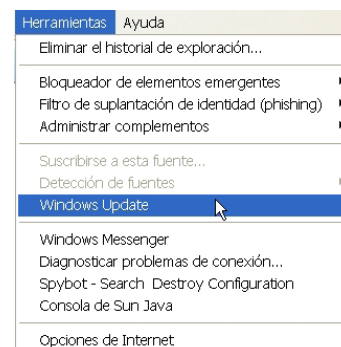 Herramientas Ayuda
Eliminar el historial de exploración...
Bloqueador de elementos emergentes
Filtro de suplantación de identidad (phishing)
Administrar complementos
Suscribirse a esta fuente...
Detección de fuentes
Windows Update
Windows Messenger
Diagnosticar problemas de conexión...
Spybot - Search Destroy Configuration
Consola de Sun Java
Opciones de Internet